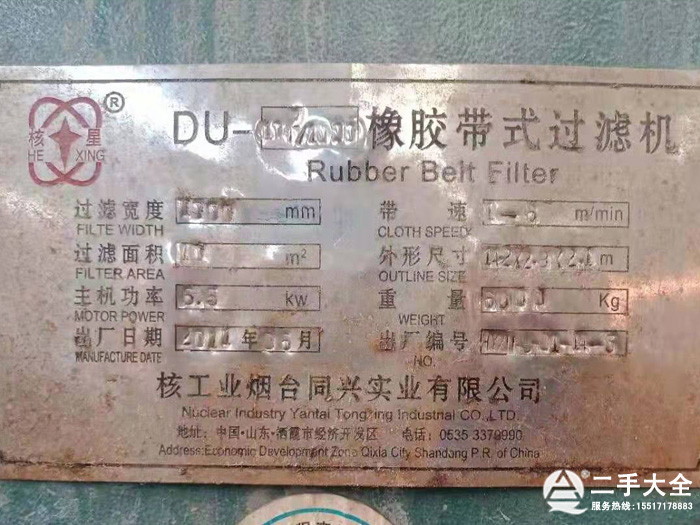 核星
HE XING
®
DU- 橡胶带式过滤机
Rubber Belt Filter
过滤宽度 mm 带速 m/min
FILTE WIDTH CLOTH SPEED
过滤面积 m² 外形尺寸 m
FILTER AREA OUTLINE SIZE
主机功率 5.5 kw 重量 Kg
MOTOR POWER WEIGHT
出厂日期 2011年 月 出厂编号
MANUFACTURE DATE NO.
核工业烟台同兴实业有限公司
Nuclear Industry Yantai Tongxing Industrial CO.,LTD.
地址: 中国·山东·栖霞市经济开发区 电话: 0535 3379990
Address:Economic Development Zone Qixia City Shandong P.R. of China
二手大全
服务热线: 15517178883